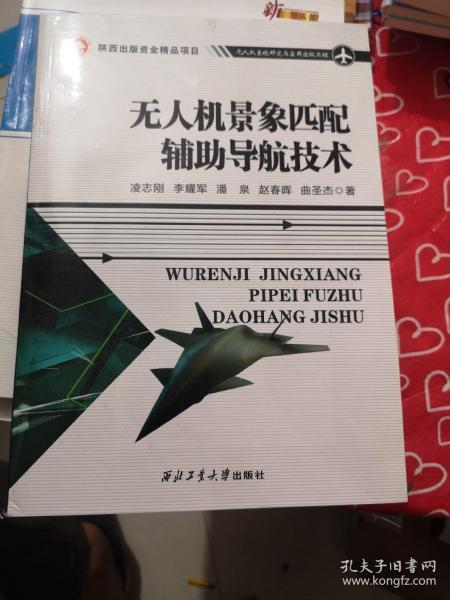 新
陕西出版资金精品项目
无人机系统研究与应用出版工程
无人机景象匹配
辅助导航技术
凌志刚 李耀军 潘 泉 赵春晖 曲圣杰◎著
WURENJI JINGXIANG
PIPEI FUZHU
DAOHANG JISHU
西北工业大学出版社
孔夫子旧书网
www.kongfz.com